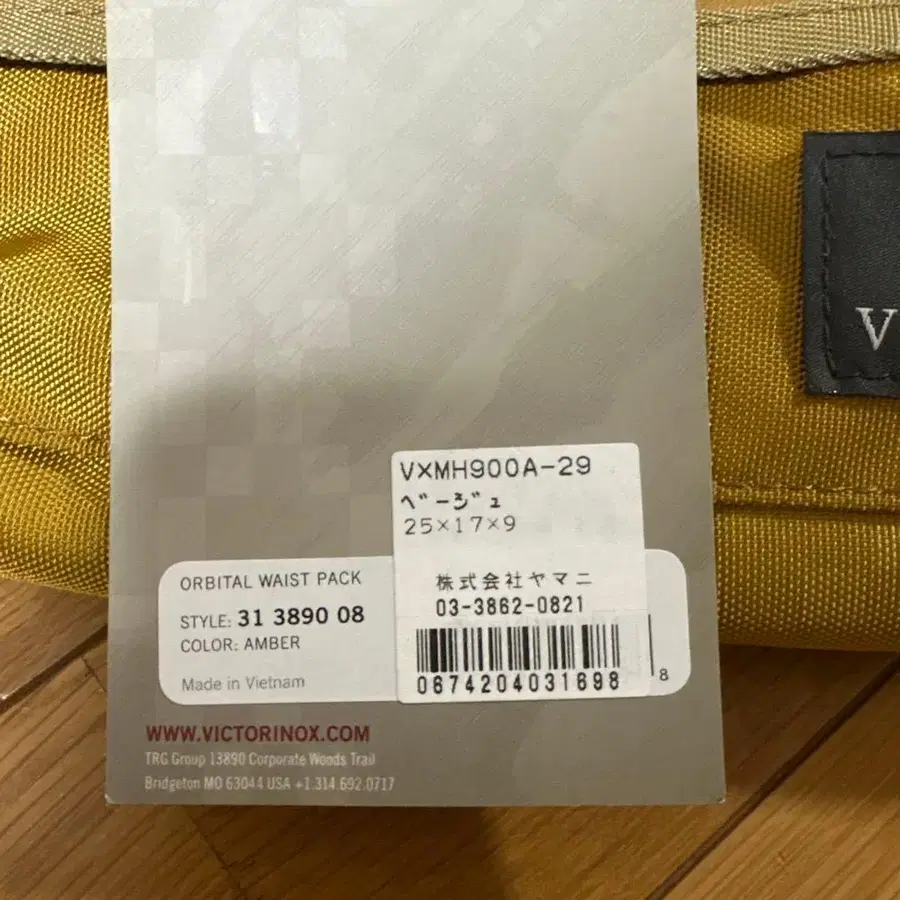 V
VXMH900A-29
ベージュ
25×17×9
株式会社ヤマニ
03-3862-0821
0674204031698
8
ORBITAL WAIST PACK
STYLE: 31 3890 08
COLOR: AMBER
Made in Vietnam
WWW.VICTORINOX.COM
TRG Group 13890 Corporate Woods Trail
Bridgeton MO 63044 USA +1.314.692.0717